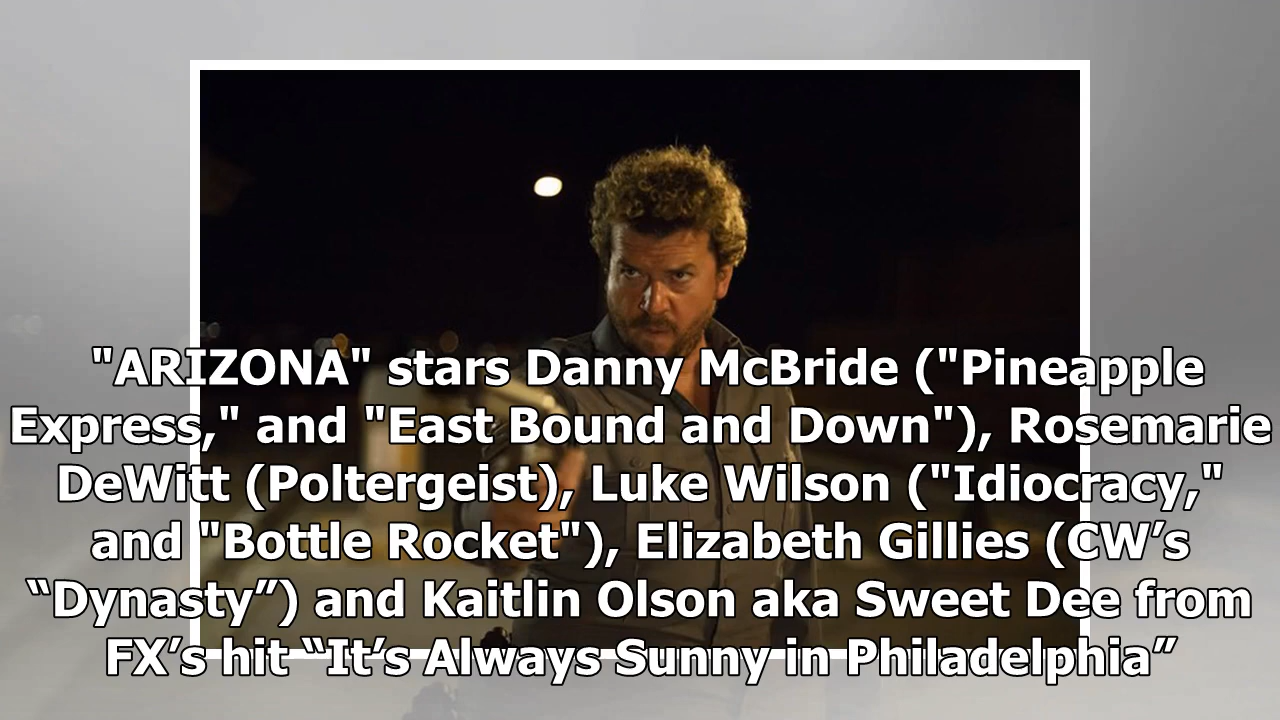 "ARIZONA" stars Danny McBride ("Pineapple
Express," and "East Bound and Down"), Rosemarie
DeWitt (Poltergeist), Luke Wilson ("Idiocracy,"
and "Bottle Rocket"), Elizabeth Gillies (CW’s
“Dynasty”) and Kaitlin Olson aka Sweet Dee from
FX’s hit “It’s Always Sunny in Philadelphia”